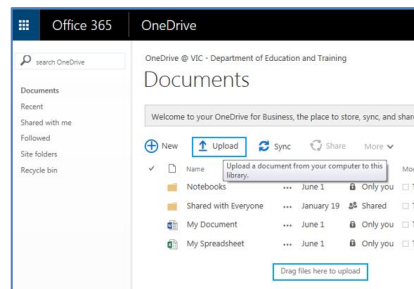 Office 365
OneDrive
search OneDrive
Documents
Recent
Shared with me
Followed
Site folders
Recycle bin
OneDrive @ VIC - Department of Education and Training
Documents
Welcome to your OneDrive for Business, the place to store, sync, and share
New Upload Sync Share More
Upload a document from your computer to this
library.
Name
Notebooks ... June 1 Only you
Shared with Everyone ... January 19 Shared
My Document ... June 1 Only you
My Spreadsheet ... June 1 Only you
Drag files here to upload